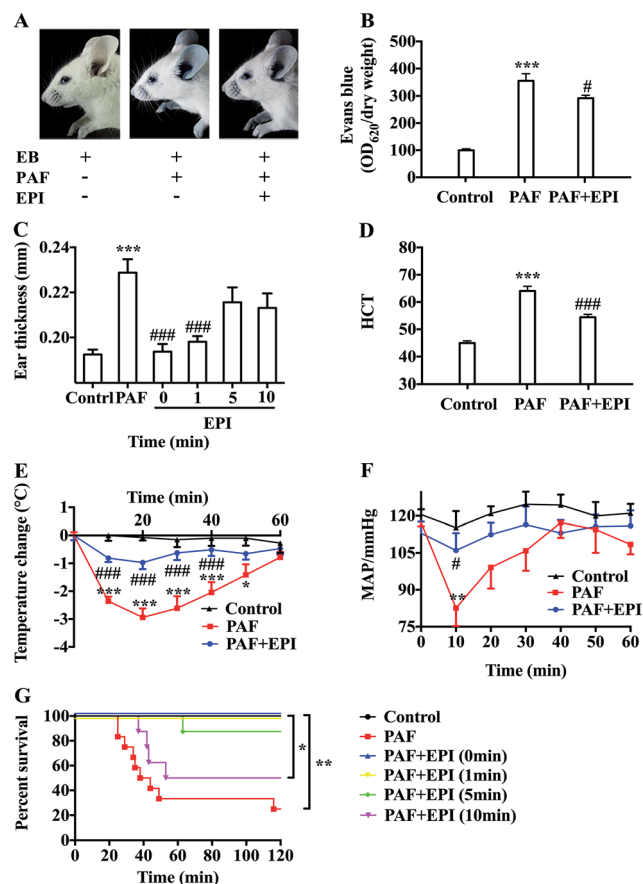 A
EB + + +
PAF - + +
EPI - - +
B
Evans blue
(OD620/dry weight)
500
400
300
200
100
0
***
#
Control PAF PAF+EPI
C
Ear thickness (mm)
0.24
0.22
0.20
***
###
###
Contrl PAF 0 1 5 10
EPI
Time (min)
D
HCT
80
70
60
50
40
30
***
###
Control PAF PAF+EPI
E
Time (min)
0 20 40 60
Temperature change (°C)
1
0
-1
-2
-3
-4
### ### ### ###
*** *** *** *** *
Control
PAF
PAF+EPI
F
MAP/mmHg
120
105
90
75
#
**
Control
PAF
PAF+EPI
0 10 20 30 40 50 60
Time (min)
G
Percent survival
100
80
60
40
20
0
0 20 40 60 80 100 120
Time (min)
*
**
Control
PAF
PAF+EPI (0min)
PAF+EPI (1min)
PAF+EPI (5min)
PAF+EPI (10min)